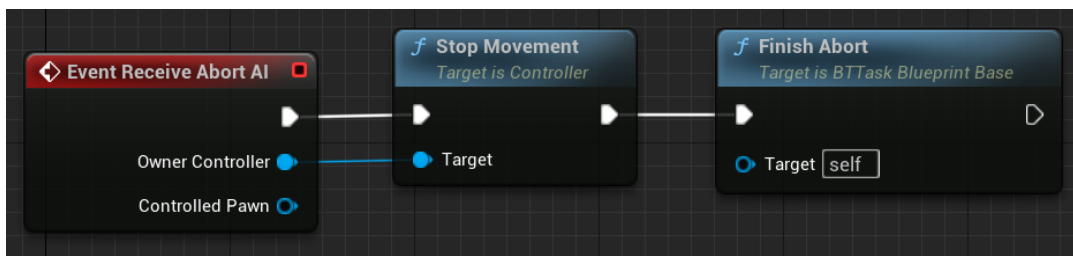 Event Receive Abort AI
Owner Controller
Controlled Pawn
f Stop Movement
Target is Controller
Target
f Finish Abort
Target is BTTask Blueprint Base
Target self